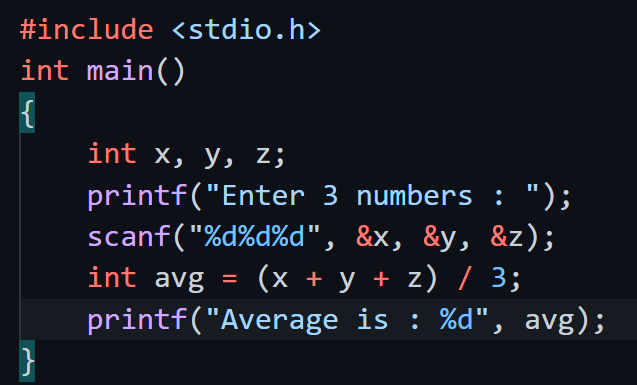 #include <stdio.h>
int main()
{
    int x, y, z;
    printf("Enter 3 numbers : ");
    scanf("%d%d%d", &x, &y, &z);
    int avg = (x + y + z) / 3;
    printf("Average is : %d", avg);
}